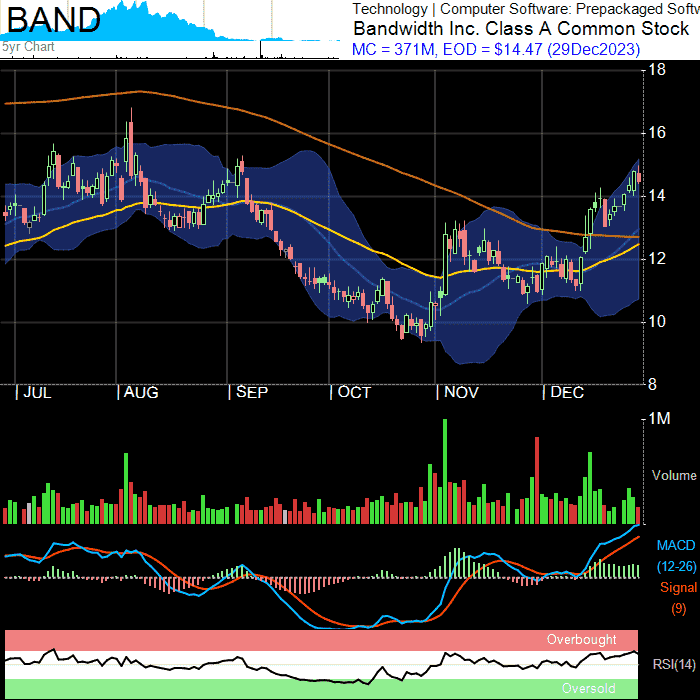 BAND
Technology | Computer Software: Prepackaged Softw
Bandwidth Inc. Class A Common Stock
MC = 371M, EOD = $14.47 (29Dec2023)
5yr Chart
18
16
14
12
10
8
| JUL | AUG | SEP | OCT | NOV | DEC
1M
Volume
MACD
(12-26)
Signal
(9)
Overbought
RSI(14)
Oversold